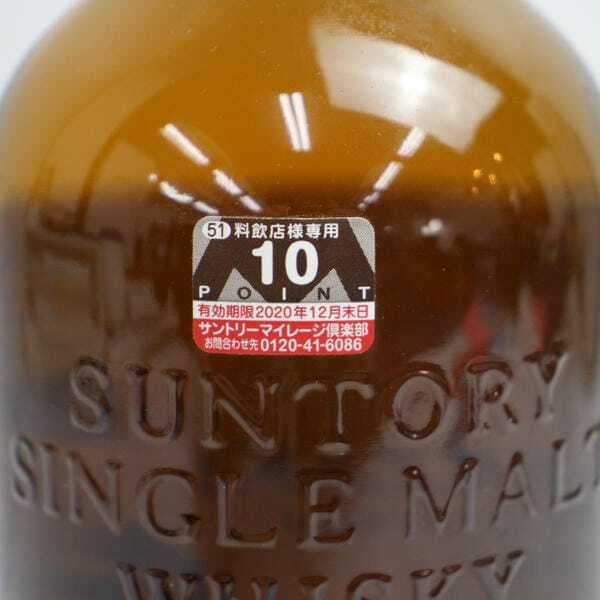 51 料飲店様専用
10
POINT
有効期限2020年12月末日
サントリーマイレージ倶楽部
お問合わせ先 0120-41-6086
SUNTORY
SINGLE MALT
WHISKY